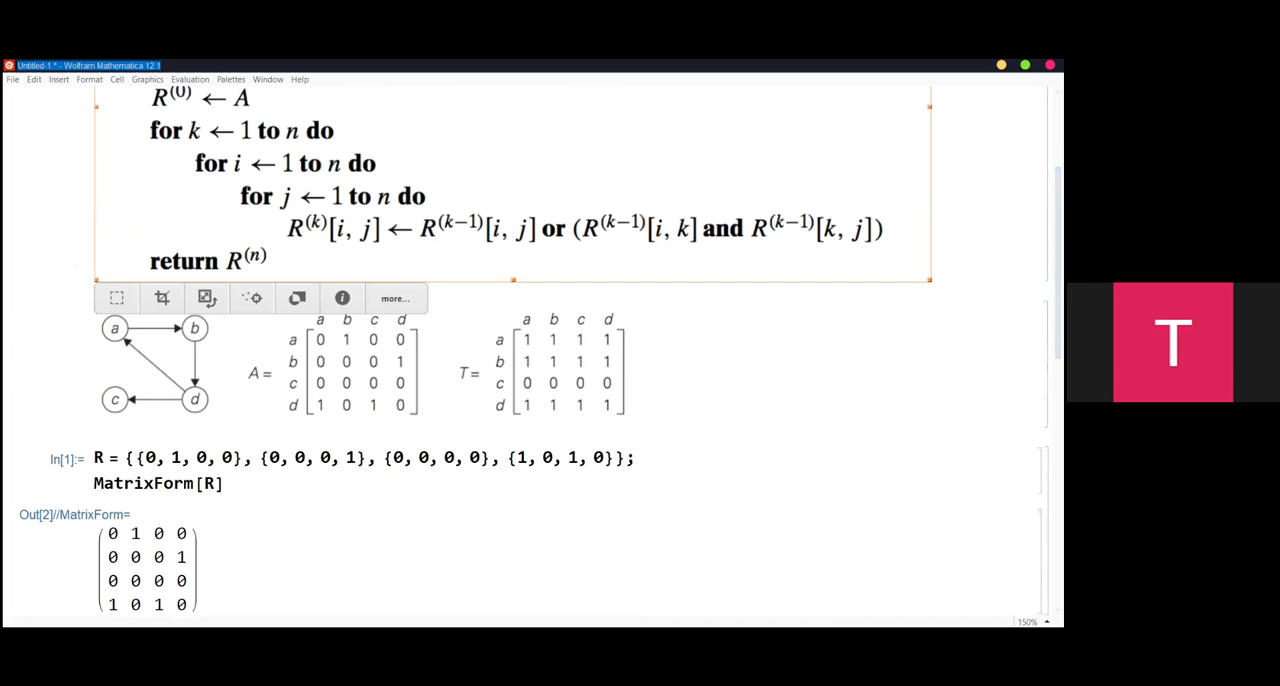 Untitled-1 * - Wolfram Mathematica 12.1
File Edit Insert Format Cell Graphics Evaluation Palettes Window Help
R⁽⁰⁾ ← A
for k ← 1 to n do
for i ← 1 to n do
for j ← 1 to n do
R⁽ᵏ⁾[i, j] ← R⁽ᵏ⁻¹⁾[i, j] or (R⁽ᵏ⁻¹⁾[i, k] and R⁽ᵏ⁻¹⁾[k, j])
return R⁽ⁿ⁾
more...
a b
c d
A =
a b c d
a 0 1 0 0
b 0 0 0 1
c 0 0 0 0
d 1 0 1 0
T =
a b c d
a 1 1 1 1
b 1 1 1 1
c 0 0 0 0
d 1 1 1 1
T
In[1]:= R = {{0, 1, 0, 0}, {0, 0, 0, 1}, {0, 0, 0, 0}, {1, 0, 1, 0}};
MatrixForm[R]
Out[2]//MatrixForm=
0 1 0 0
0 0 0 1
0 0 0 0
1 0 1 0
150%